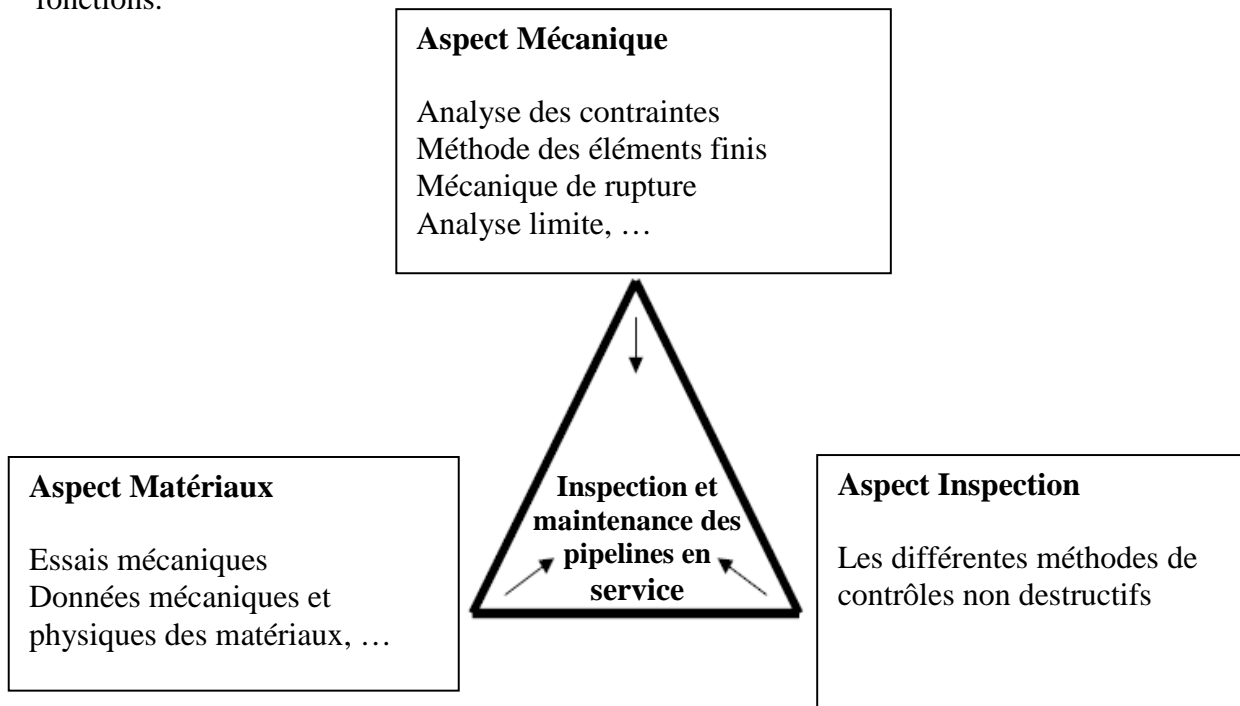 fonctions.
Aspect Mécanique
Analyse des contraintes
Méthode des éléments finis
Mécanique de rupture
Analyse limite, …
Aspect Matériaux
Essais mécaniques
Données mécaniques et
physiques des matériaux, …
Inspection et
maintenance des
pipelines en
service
Aspect Inspection
Les différentes méthodes de
contrôles non destructifs